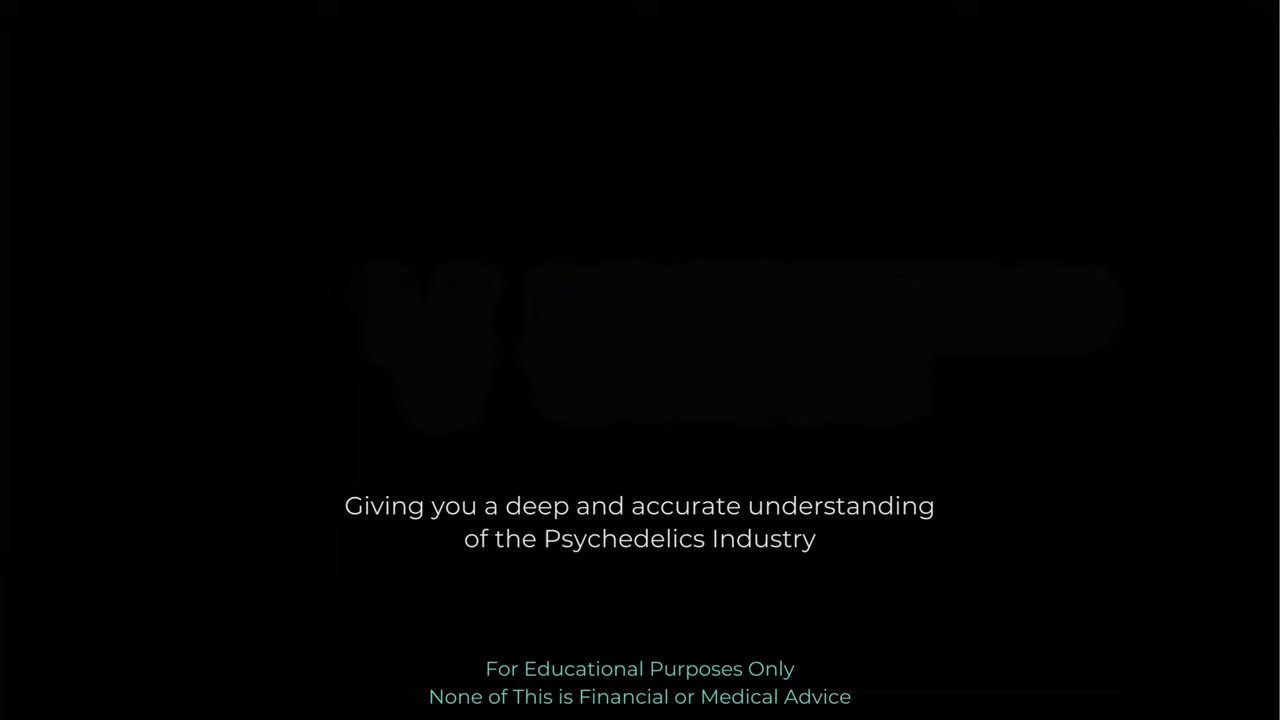 Giving you a deep and accurate understanding
of the Psychedelics Industry
For Educational Purposes Only
None of This is Financial or Medical Advice